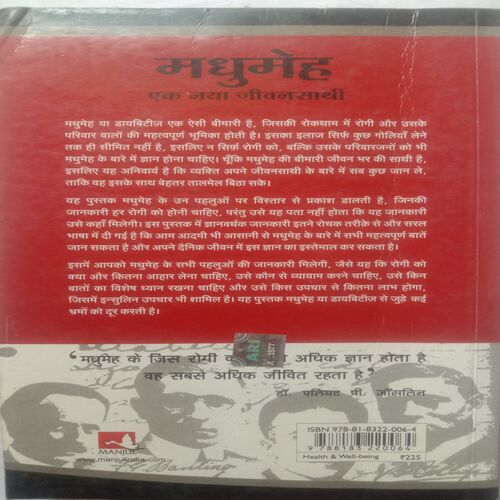 मधुमेह
एक नया जीवनसाथी
मधुमेह या डायबिटीज़ एक ऐसी बीमारी है, जिसकी रोकथाम में रोगी और उसके
परिवार वालों की महत्वपूर्ण भूमिका होती है। इसका इलाज सिर्फ़ कुछ गोलियाँ लेने
तक ही सीमित नहीं है, इसलिए न सिर्फ़ रोगी को, बल्कि उसके परिवारजनों को भी
मधुमेह के बारे में ज्ञान होना चाहिए। चूँकि मधुमेह की बीमारी जीवन भर की साथी है,
इसलिए यह अनिवार्य है कि व्यक्ति अपने जीवनसाथी के बारे में सब कुछ जान ले,
ताकि वह इसके साथ बेहतर तालमेल बिठा सके।
यह पुस्तक मधुमेह के उन पहलुओं पर विस्तार से प्रकाश डालती है, जिनकी
जानकारी हर रोगी को होनी चाहिए, परंतु उसे यह पता नहीं होता कि यह जानकारी
उसे कहाँ मिलेगी। इस पुस्तक में ज्ञानवर्धक जानकारी इतने रोचक तरीक़े से और सरल
भाषा में दी गई है कि आम आदमी भी आसानी से मधुमेह के बारे में सभी महत्वपूर्ण बातें
जान सकता है और अपने दैनिक जीवन में इस ज्ञान का इस्तेमाल कर सकता है।
इसमें आपको मधुमेह के सभी पहलुओं की जानकारी मिलेगी, जैसे यह कि रोगी को
क्या और कितना आहार लेना चाहिए, उसे कौन से व्यायाम करने चाहिए, उसे किन
बातों का विशेष ध्यान रखना चाहिए और उसे किस उपचार से कितना लाभ होगा,
जिसमें इन्सुलिन उपचार भी शामिल है। यह पुस्तक मधुमेह या डायबिटीज़ से जुड़े कई
भ्रमों को दूर करती है।
"मधुमेह के जिस रोगी अधिक ज्ञान होता है
वह सबसे अधिक जीवित रहता है"
डॉ. एलियट पी. जॉसलिन
ISBN 978-81-8322-006-4
9 788183 220064
Health & Well-being ₹225
MANJUL
www.manjulindia.com